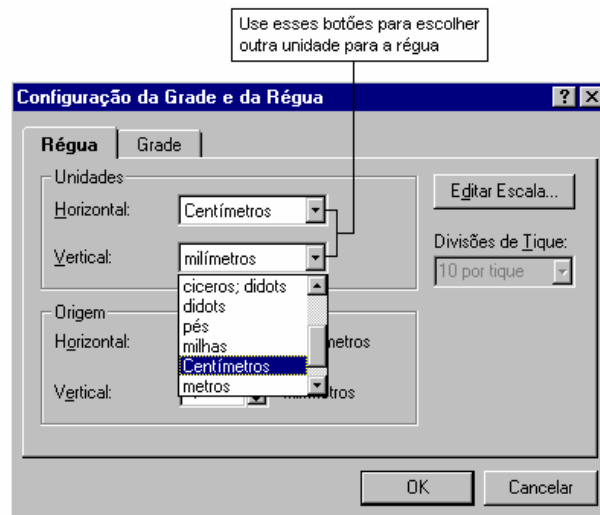 Use esses botões para escolher
outra unidade para a régua
Configuração da Grade e da Régua
Régua
Grade
Unidades
Horizontal:
Centímetros
Editar Escala...
Vertical:
milímetros
Divisões de Tique:
10 por tique
ciceros; didots
didots
pés
milhas
Centímetros
metros
Origem
Horizontal:
Vertical:
OK
Cancelar